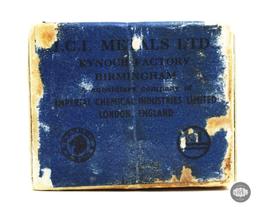 I.C.I. METALS LTD
KYNOCH FACTORY
BIRMINGHAM
A subsidiary company of
IMPERIAL CHEMICAL INDUSTRIES LIMITED
LONDON, ENGLAND